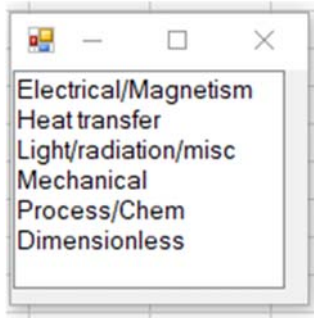 Electrical/Magnetism
Heat transfer
Light/radiation/misc
Mechanical
Process/Chem
Dimensionless